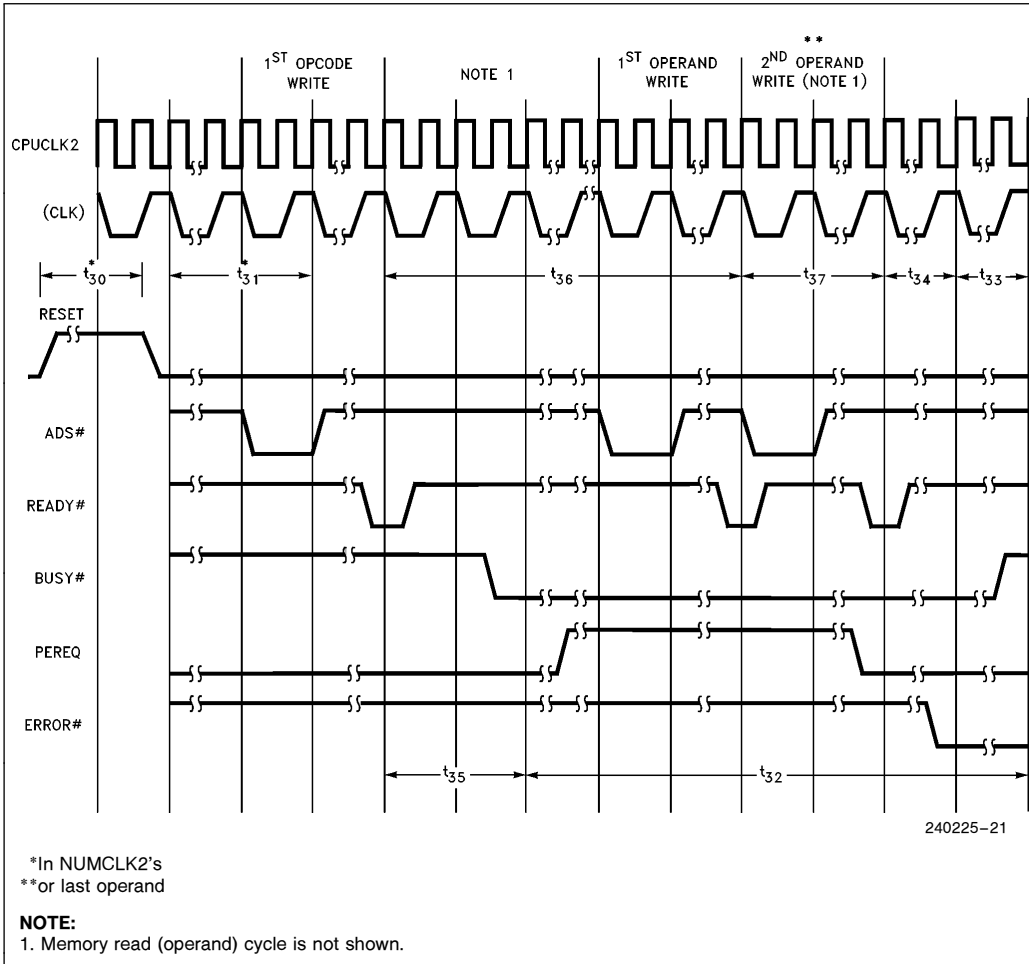 **
1ST OPCODE
WRITE
NOTE 1
1ST OPERAND
WRITE
2ND OPERAND
WRITE (NOTE 1)
CPUCLK2
(CLK)
t30*
t31*
t36
t37
t34
t33
RESET
ADS#
READY#
BUSY#
PEREQ
ERROR#
t35
t32
240225–21
*In NUMCLK2's
**or last operand
NOTE:
1. Memory read (operand) cycle is not shown.